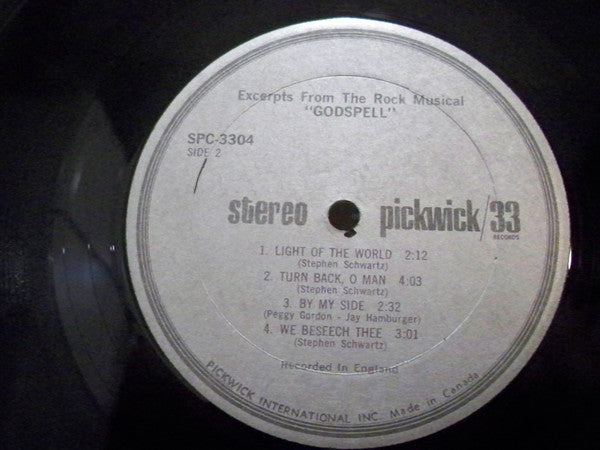 Excerpts From The Rock Musical
"GODSPELL"
SPC-3304
SIDE 2
stereo pickwick/33
RECORDS
1. LIGHT OF THE WORLD 2:12
(Stephen Schwartz)
2. TURN BACK, O MAN 4:03
(Stephen Schwartz)
3. BY MY SIDE 2:32
(Peggy Gordon - Jay Hamburger)
4. WE BESEECH THEE 3:01
(Stephen Schwartz)
Recorded In England
PICKWICK INTERNATIONAL INC. Made in Canada